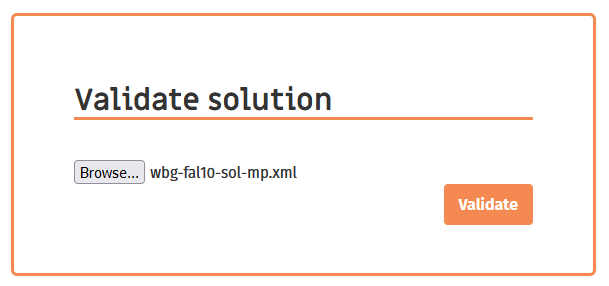 Validate solution
Browse... wbg-fal10-sol-mp.xml
Validate